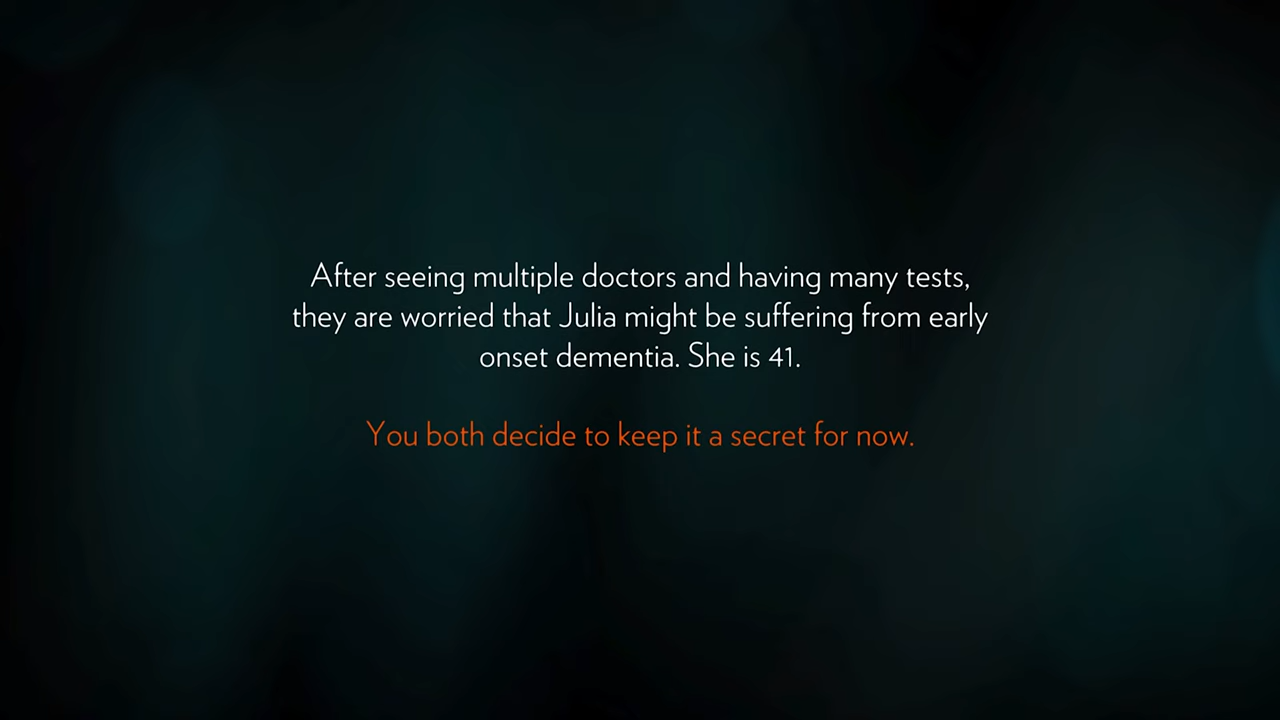 After seeing multiple doctors and having many tests,
they are worried that Julia might be suffering from early
onset dementia. She is 41.
You both decide to keep it a secret for now.